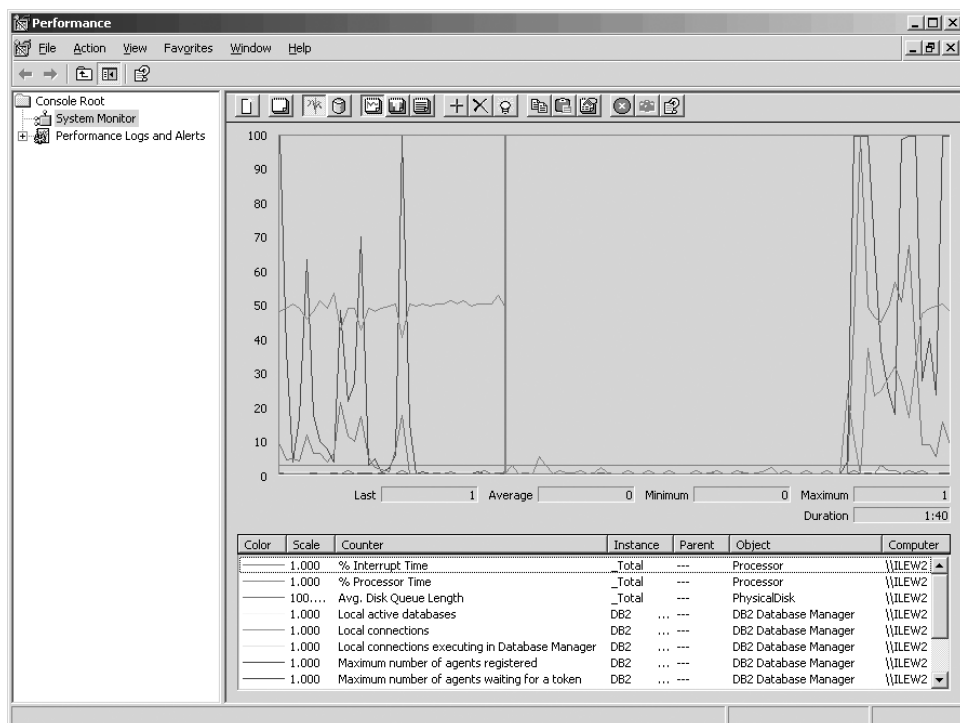 Performance
File Action View Favorites Window Help
Console Root
System Monitor
Performance Logs and Alerts
100
90
80
70
60
50
40
30
20
10
0
Last 1 Average 0 Minimum 0 Maximum 1
Duration 1:40
Color Scale Counter Instance Parent Object Computer
1.000 % Interrupt Time _Total --- Processor \\ILEW2
1.000 % Processor Time _Total --- Processor \\ILEW2
100.... Avg. Disk Queue Length _Total --- PhysicalDisk \\ILEW2
1.000 Local active databases DB2 ... --- DB2 Database Manager \\ILEW2
1.000 Local connections DB2 ... --- DB2 Database Manager \\ILEW2
1.000 Local connections executing in Database Manager DB2 ... --- DB2 Database Manager \\ILEW2
1.000 Maximum number of agents registered DB2 ... --- DB2 Database Manager \\ILEW2
1.000 Maximum number of agents waiting for a token DB2 ... --- DB2 Database Manager \\ILEW2